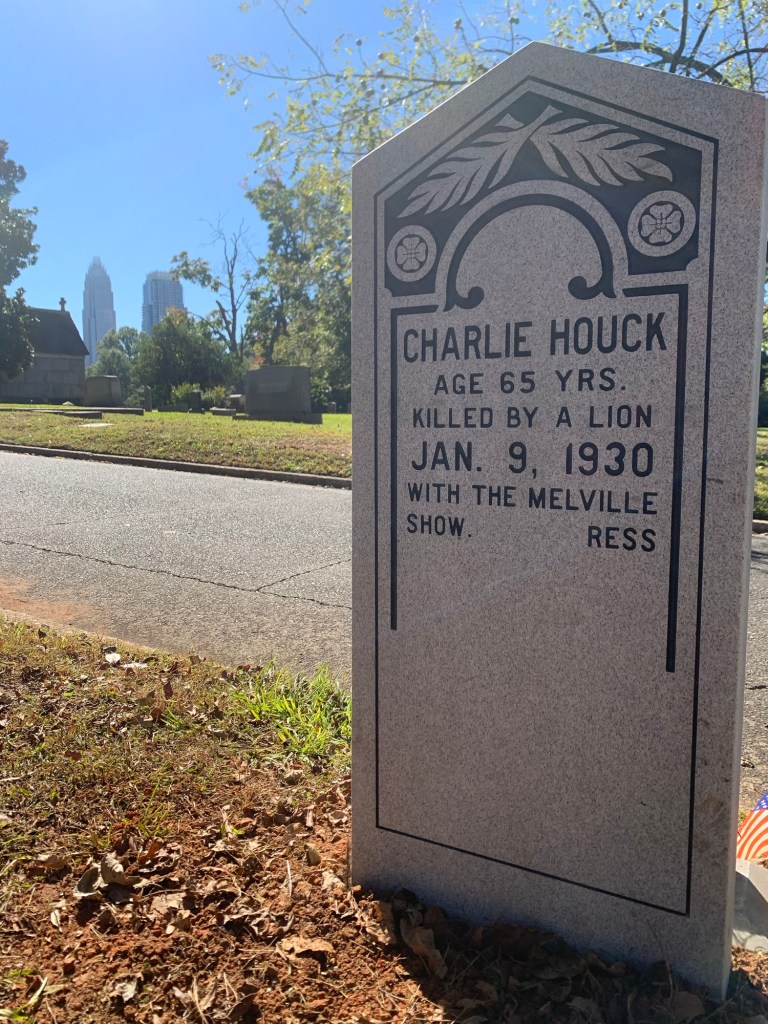 CHARLIE HOUCK
AGE 65 YRS.
KILLED BY A LION
JAN. 9, 1930
WITH THE MELVILLE
SHOW. RESS